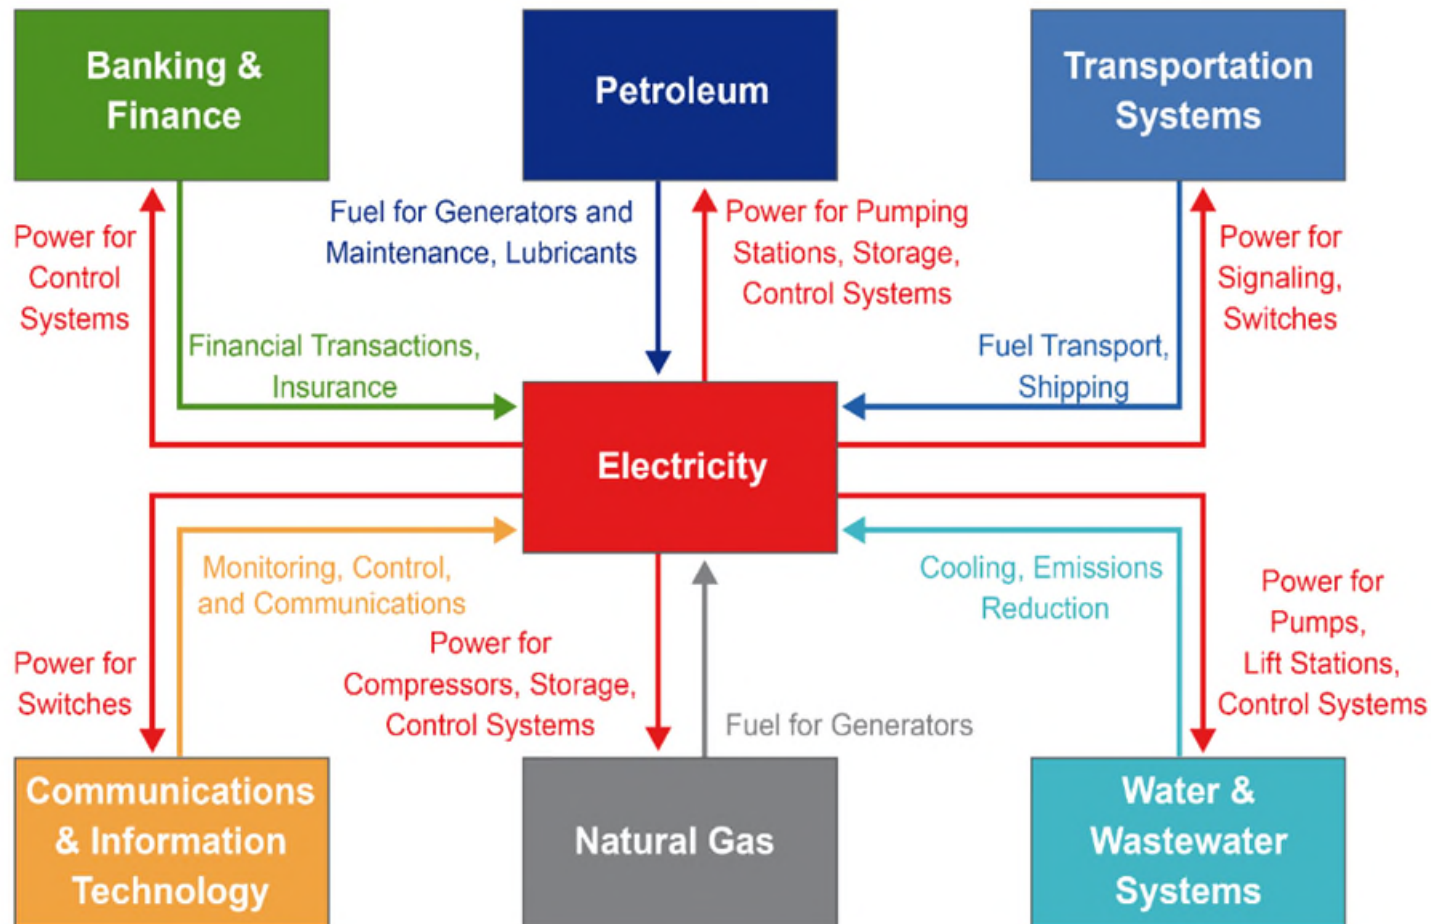 Banking &
Finance
Petroleum
Transportation
Systems
Power for
Control
Systems
Fuel for Generators and
Maintenance, Lubricants
Power for Pumping
Stations, Storage,
Control Systems
Power for
Signaling,
Switches
Financial Transactions,
Insurance
Fuel Transport,
Shipping
Electricity
Monitoring, Control,
and Communications
Cooling, Emissions
Reduction
Power for
Switches
Power for
Compressors, Storage,
Control Systems
Fuel for Generators
Power for
Pumps,
Lift Stations,
Control Systems
Communications
& Information
Technology
Natural Gas
Water &
Wastewater
Systems